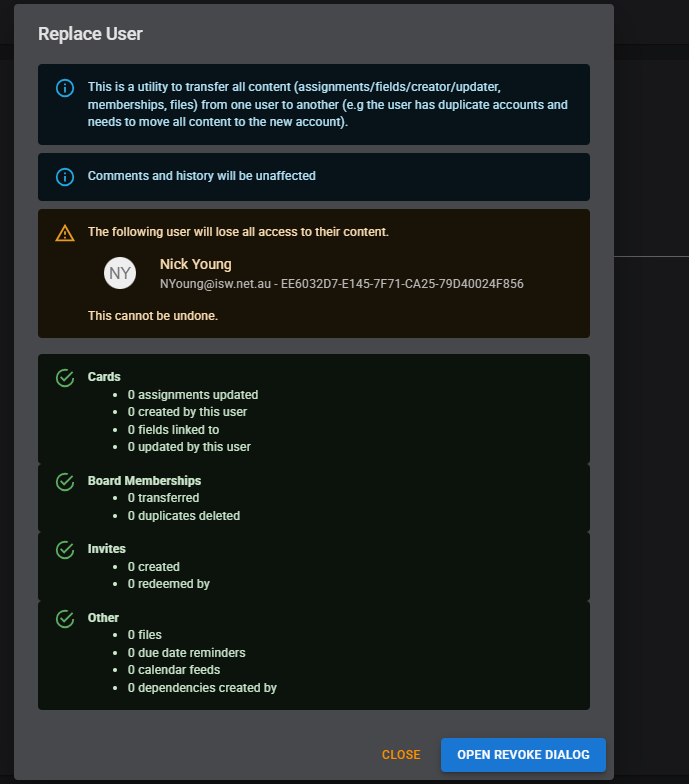 Replace User
This is a utility to transfer all content (assignments/fields/creator/updater,
memberships, files) from one user to another (e.g the user has duplicate accounts and
needs to move all content to the new account).
Comments and history will be unaffected
The following user will lose all access to their content.
NY
Nick Young
NYoung@isw.net.au - EE6032D7-E145-7F71-CA25-79D40024F856
This cannot be undone.
Cards
• 0 assignments updated
• 0 created by this user
• 0 fields linked to
• 0 updated by this user
Board Memberships
• 0 transferred
• 0 duplicates deleted
Invites
• 0 created
• 0 redeemed by
Other
• 0 files
• 0 due date reminders
• 0 calendar feeds
• 0 dependencies created by
CLOSE
OPEN REVOKE DIALOG